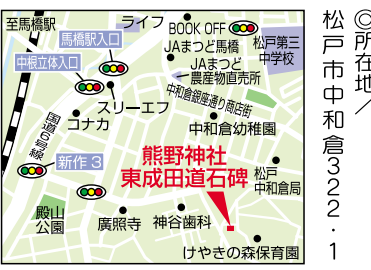 ◎所在地／
松戸市中和倉322・1
至馬橋駅
ライフ
BOOK OFF
馬橋駅入口
JAまつど馬橋
松戸第三
中学校
中根立体入口
JAまつど
農産物直売所
スリーエフ
中和倉銀座通り商店街
国道6号線
コナカ
中和倉幼稚園
新作3
熊野神社
東成田道石碑
松戸
中和倉局
殿山
公園
廣照寺
神谷歯科
けやきの森保育園